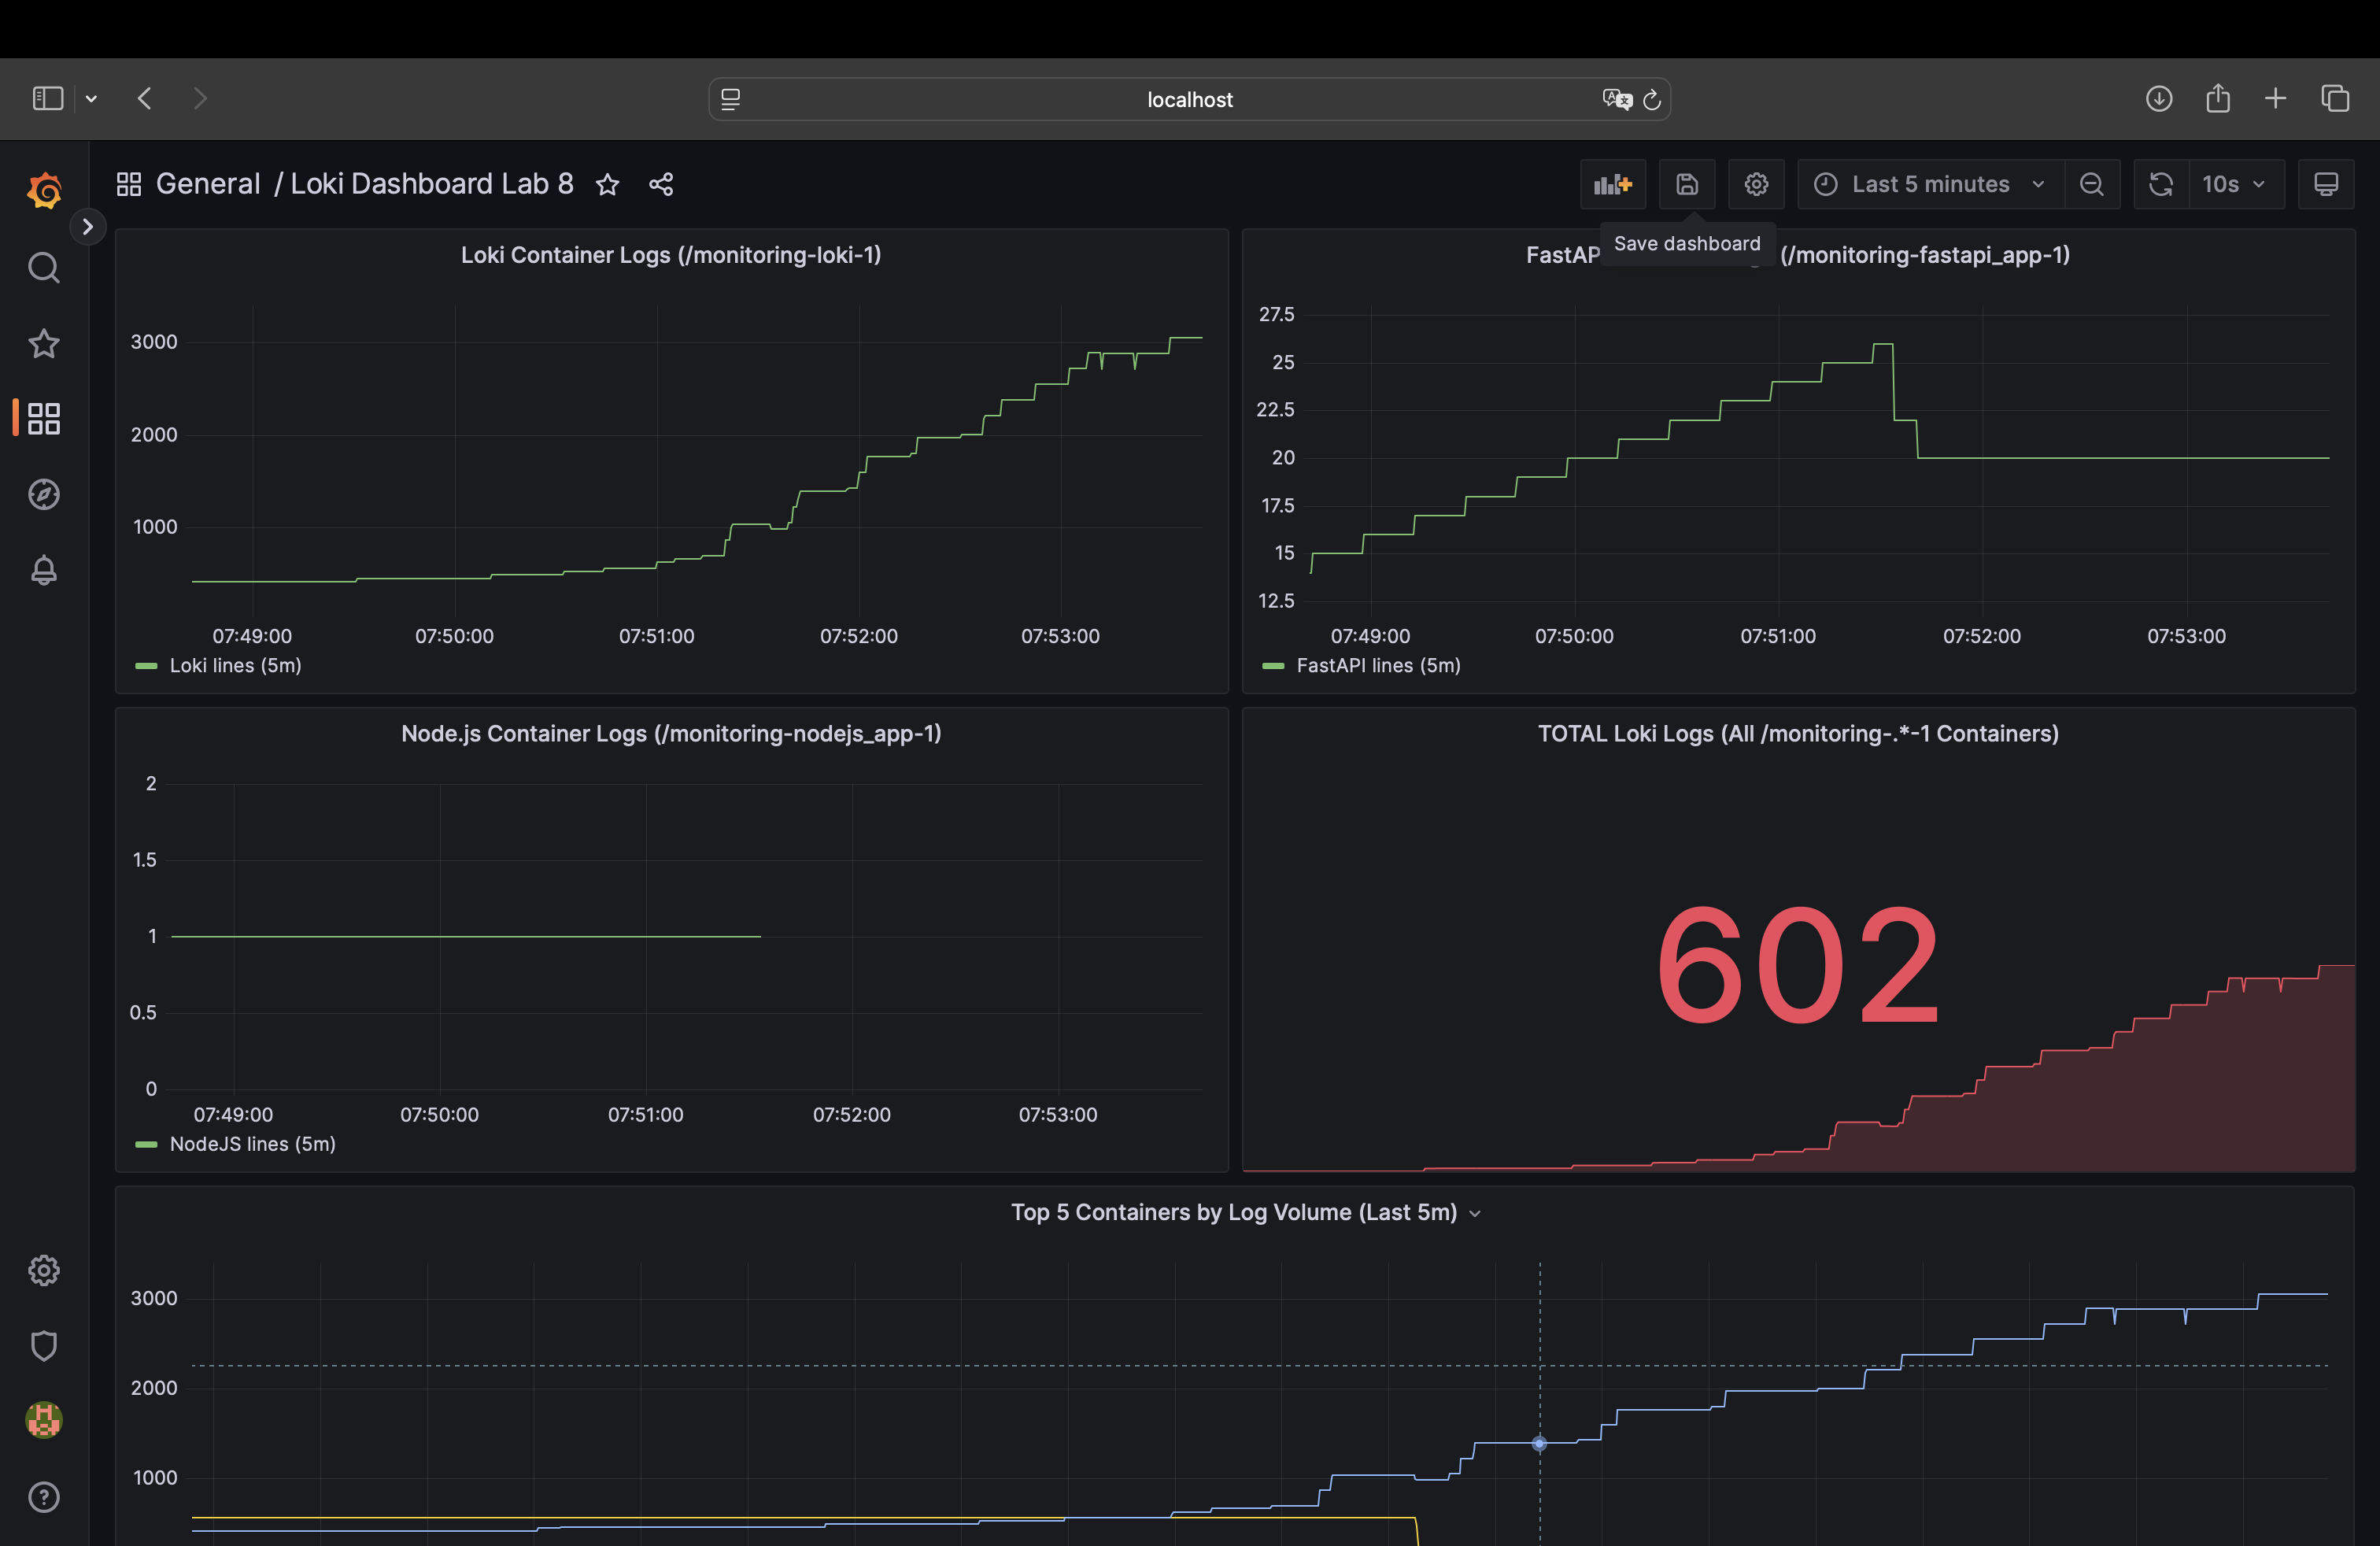 localhost
General / Loki Dashboard Lab 8
Last 5 minutes
10s
Save dashboard
Loki Container Logs (/monitoring-loki-1)
3000
2000
1000
07:49:00 07:50:00 07:51:00 07:52:00 07:53:00
Loki lines (5m)
(/monitoring-fastapi_app-1)
27.5
25
22.5
20
17.5
15
12.5
07:49:00 07:50:00 07:51:00 07:52:00 07:53:00
FastAPI lines (5m)
Node.js Container Logs (/monitoring-nodejs_app-1)
2
1.5
1
0.5
0
07:49:00 07:50:00 07:51:00 07:52:00 07:53:00
NodeJS lines (5m)
TOTAL Loki Logs (All /monitoring-.*-1 Containers)
602
Top 5 Containers by Log Volume (Last 5m)
3000
2000
1000